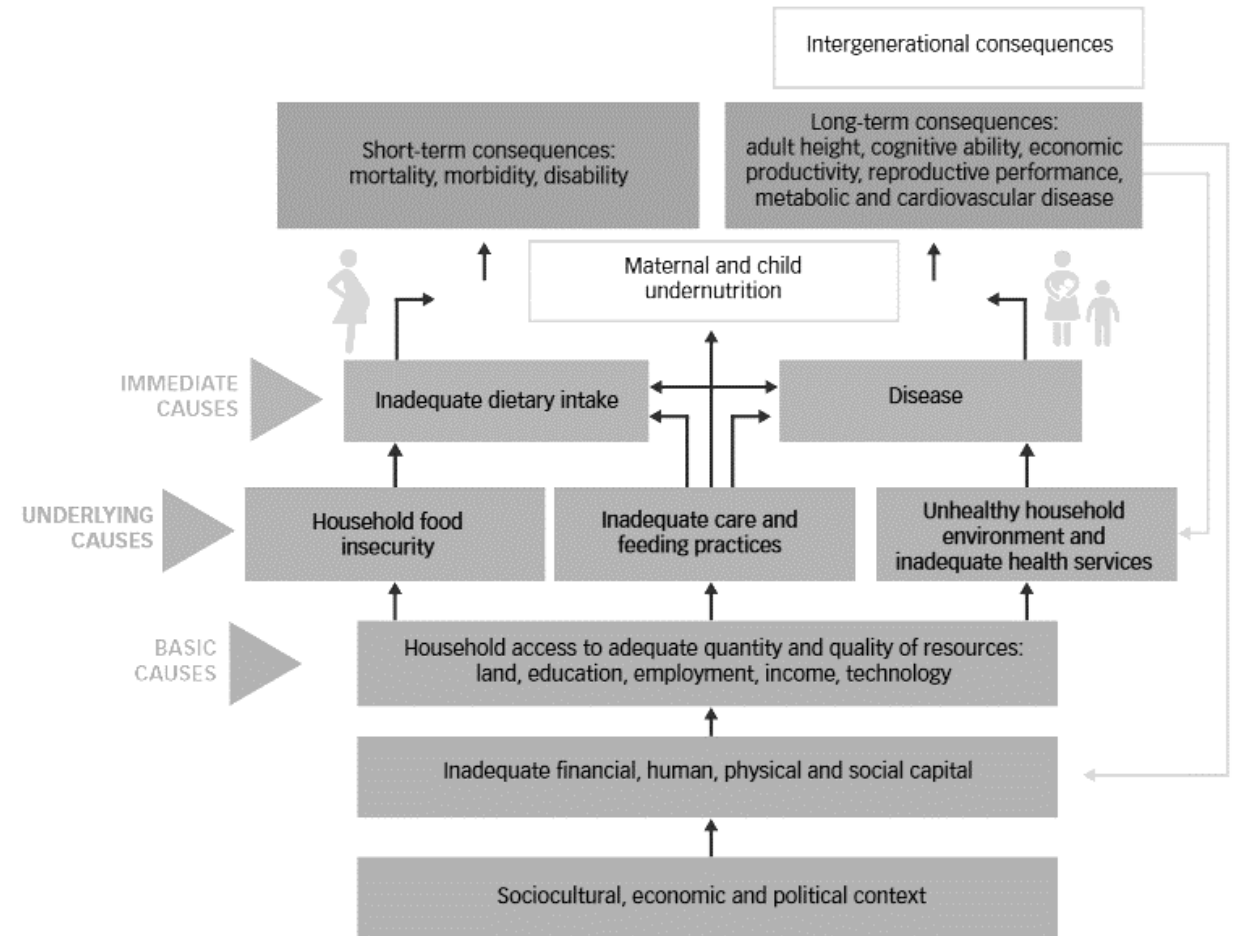 Intergenerational consequences
Short-term consequences:
mortality, morbidity, disability
Long-term consequences:
adult height, cognitive ability, economic
productivity, reproductive performance,
metabolic and cardiovascular disease
Maternal and child
undernutrition
IMMEDIATE
CAUSES
Inadequate dietary intake
Disease
UNDERLYING
CAUSES
Household food
insecurity
Inadequate care and
feeding practices
Unhealthy household
environment and
inadequate health services
BASIC
CAUSES
Household access to adequate quantity and quality of resources:
land, education, employment, income, technology
Inadequate financial, human, physical and social capital
Sociocultural, economic and political context